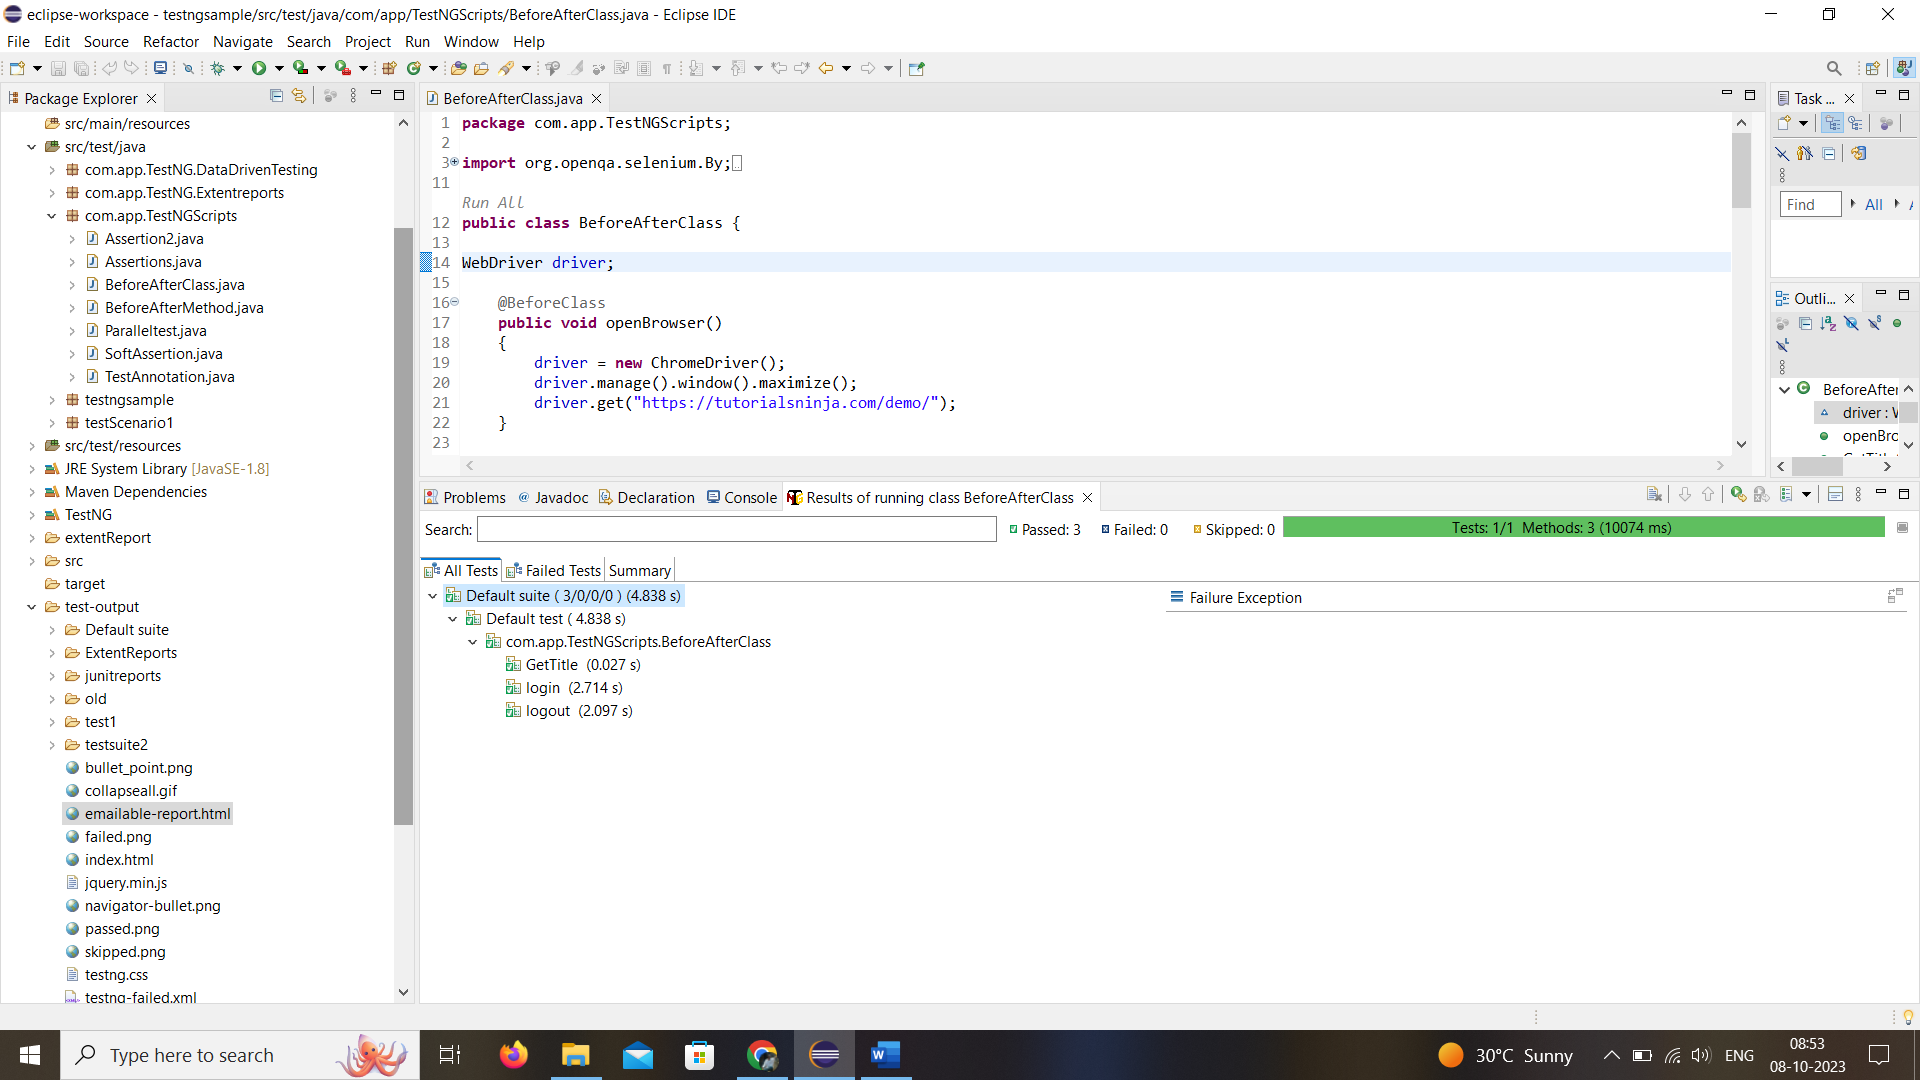 eclipse-workspace - testngsample/src/test/java/com/app/TestNGScripts/BeforeAfterClass.java - Eclipse IDE
File Edit Source Refactor Navigate Search Project Run Window Help
Package Explorer
src/main/resources
src/test/java
com.app.TestNG.DataDrivenTesting
com.app.TestNG.Extentreports
com.app.TestNGScripts
Assertion2.java
Assertions.java
BeforeAfterClass.java
BeforeAfterMethod.java
Paralleltest.java
SoftAssertion.java
TestAnnotation.java
testngsample
testScenario1
src/test/resources
JRE System Library [JavaSE-1.8]
Maven Dependencies
TestNG
extentReport
src
target
test-output
Default suite
ExtentReports
junitreports
old
test1
testsuite2
bullet_point.png
collapseall.gif
emailable-report.html
failed.png
index.html
jquery.min.js
navigator-bullet.png
passed.png
skipped.png
testng.css
testng-failed.xml
BeforeAfterClass.java
1 package com.app.TestNGScripts;
2
3 import org.openqa.selenium.By;
11
Run All
12 public class BeforeAfterClass {
13
14 WebDriver driver;
15
16 @BeforeClass
17 public void openBrowser()
18 {
19 driver = new ChromeDriver();
20 driver.manage().window().maximize();
21 driver.get("https://tutorialsninja.com/demo/");
22 }
23
Task ...
Find All
Outli...
BeforeAfter
driver : W
openBro
Problems Javadoc Declaration Console Results of running class BeforeAfterClass
Search: Passed: 3 Failed: 0 Skipped: 0 Tests: 1/1 Methods: 3 (10074 ms)
All Tests Failed Tests Summary
Default suite ( 3/0/0/0 ) (4.838 s)
Default test ( 4.838 s)
com.app.TestNGScripts.BeforeAfterClass
GetTitle (0.027 s)
login (2.714 s)
logout (2.097 s)
Failure Exception
Type here to search
30°C Sunny
ENG
08:53
08-10-2023